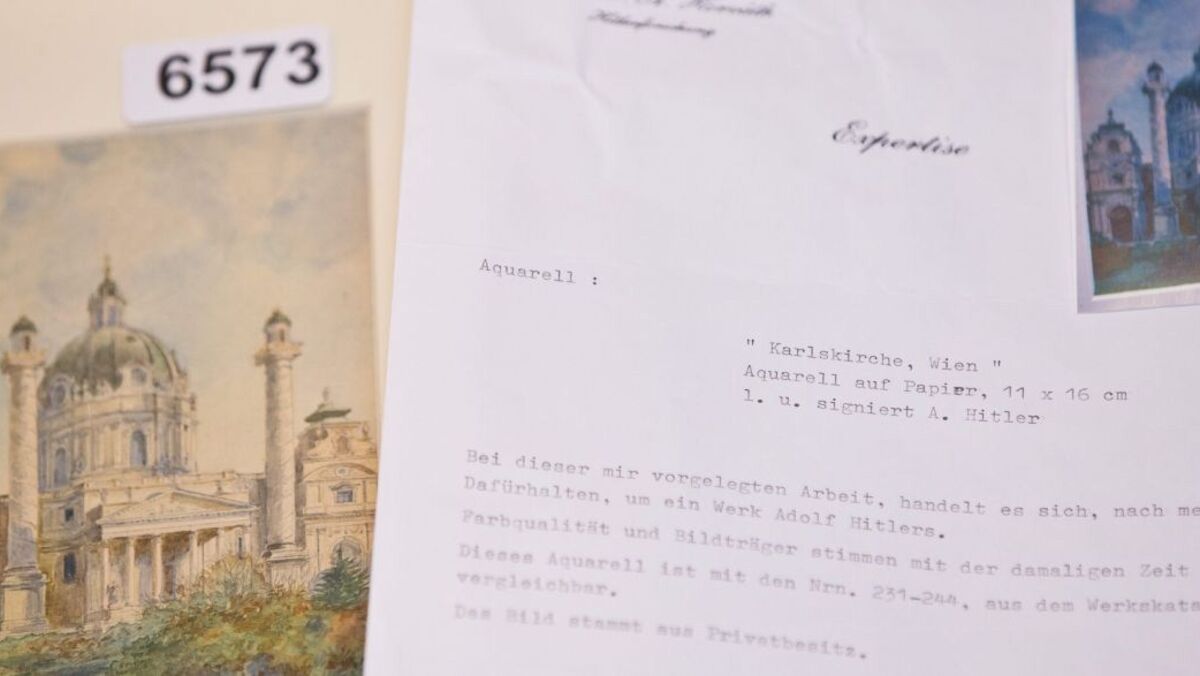 6573
Expertise
Aquarell :
" Karlskirche, Wien "
Aquarell auf Papier, 11 x 16 cm
l. u. signiert A. Hitler
Bei dieser mir vorgelegten Arbeit, handelt es sich, nach me
Dafürhalten, um ein Werk Adolf Hitlers.
Farbqualität und Bildträger stimmen mit der damaligen Zeit
Dieses Aquarell ist mit den Nrn. 231-244, aus dem Werkskata
vergleichbar.
Das Bild stammt aus Privatbesitz.